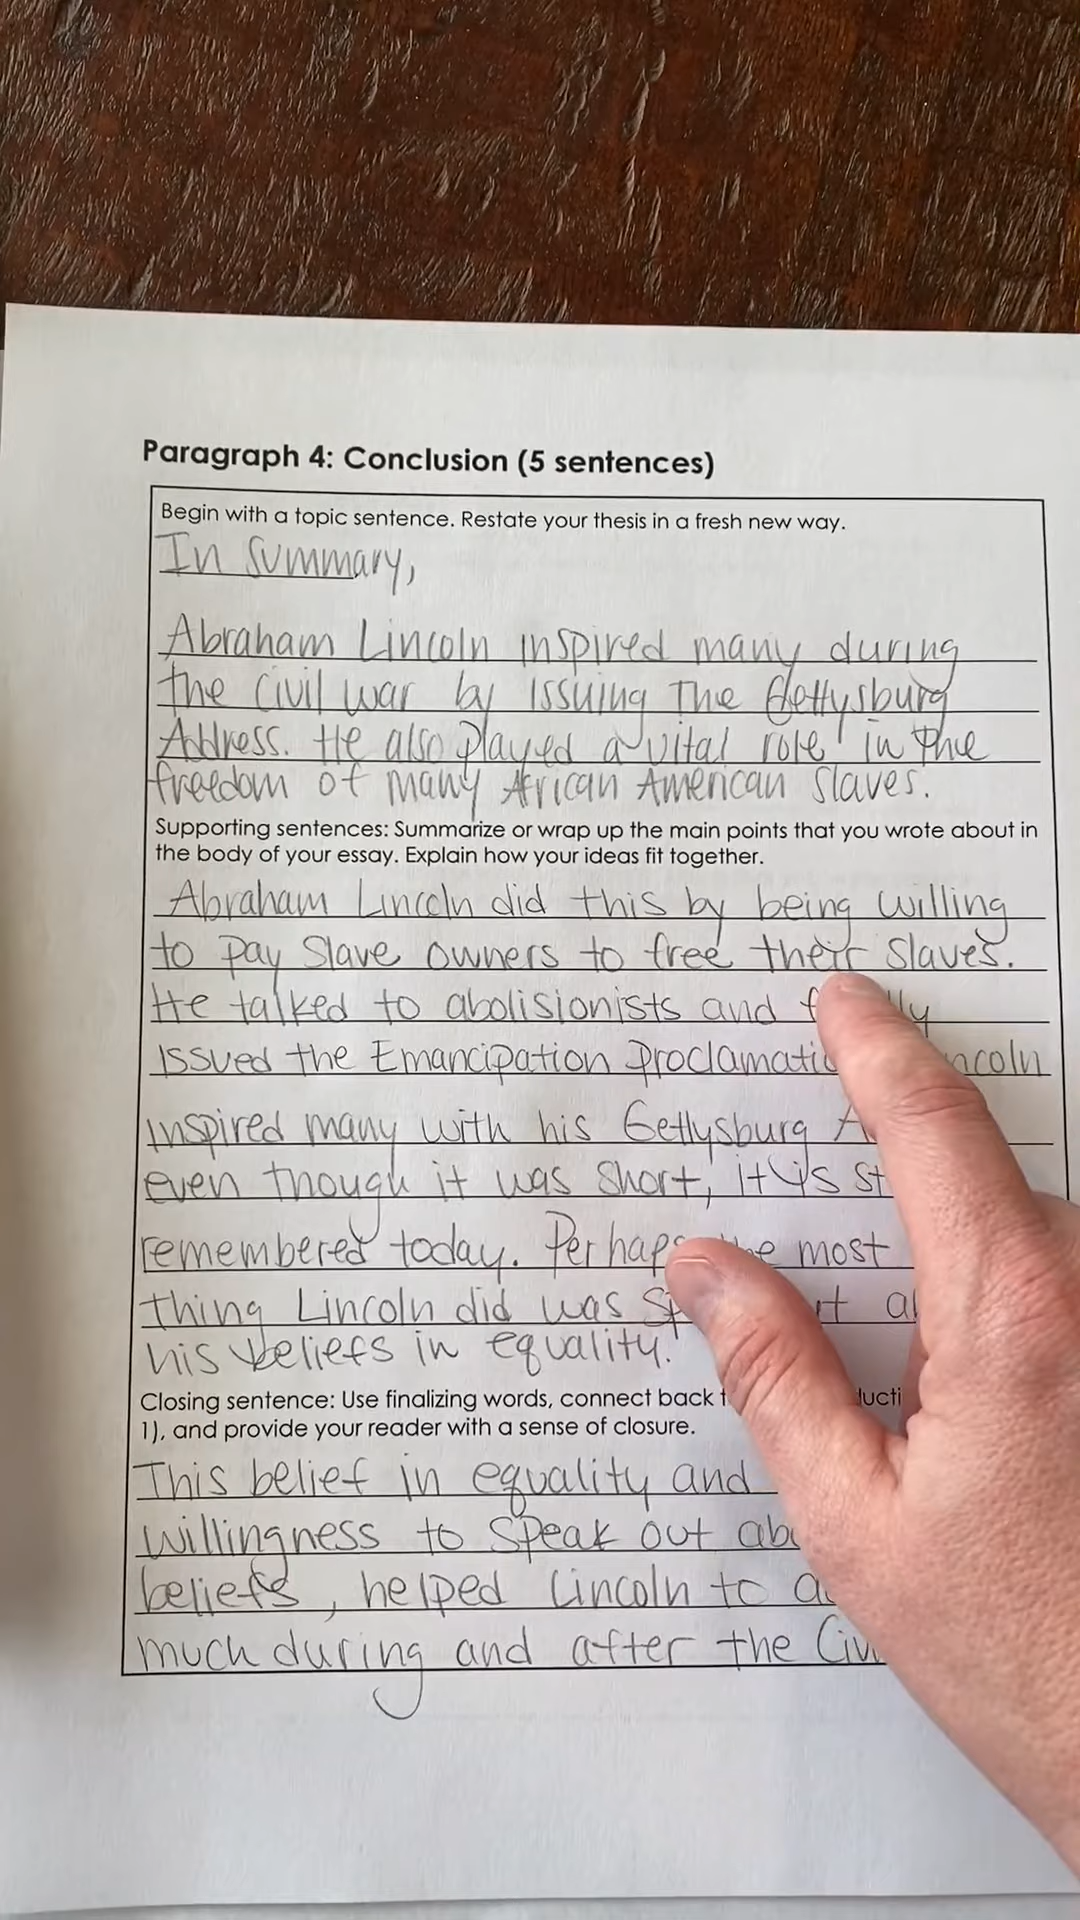 Paragraph 4: Conclusion (5 sentences)
Begin with a topic sentence. Restate your thesis in a fresh new way.
In summary,
Abraham Lincoln inspired many during
the civil war by issuing The Gettysburg
Address. He also played a vital role in the
freedom of many African American slaves.
Supporting sentences: Summarize or wrap up the main points that you wrote about in
the body of your essay. Explain how your ideas fit together.
Abraham Lincoln did this by being willing
to pay slave owners to free their slaves.
He talked to abolisionists and
issued the Emancipation Proclamati
inspired many with his Gettysburg
even though it was short, it is
remembered today. Perhaps the most
thing Lincoln did was
his beliefs in equality.
Closing sentence: Use finalizing words, connect back
1), and provide your reader with a sense of closure.
This belief in equality and
willingness to speak out
beliefs, helped Lincoln to
much during and after the